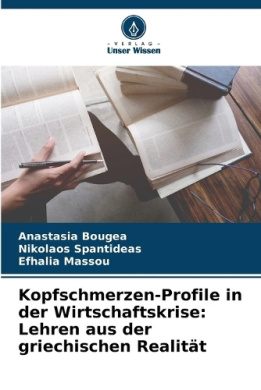 - VERLAG -
Unser Wissen
Anastasia Bougea
Nikolaos Spantideas
Efhalia Massou
Kopfschmerzen-Profile in
der Wirtschaftskrise:
Lehren aus der
griechischen Realität